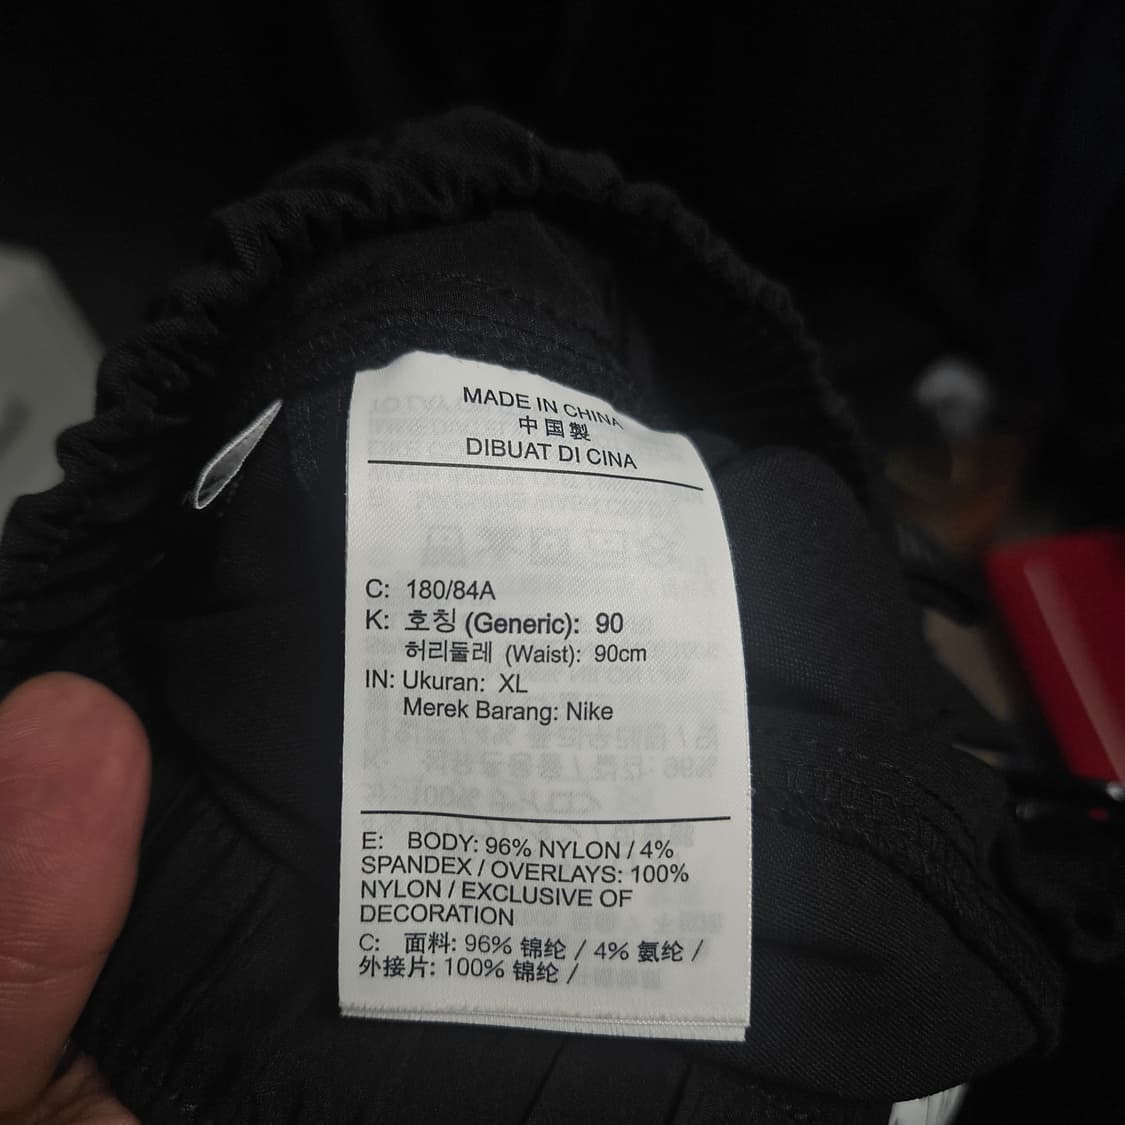 MADE IN CHINA
中国製
DIBUAT DI CINA
C: 180/84A
K: 호칭 (Generic): 90
허리둘레 (Waist): 90cm
IN: Ukuran: XL
Merek Barang: Nike
E: BODY: 96% NYLON / 4%
SPANDEX / OVERLAYS: 100%
NYLON / EXCLUSIVE OF
DECORATION
C: 面料: 96% 锦纶 / 4% 氨纶 /
外接片: 100% 锦纶 /